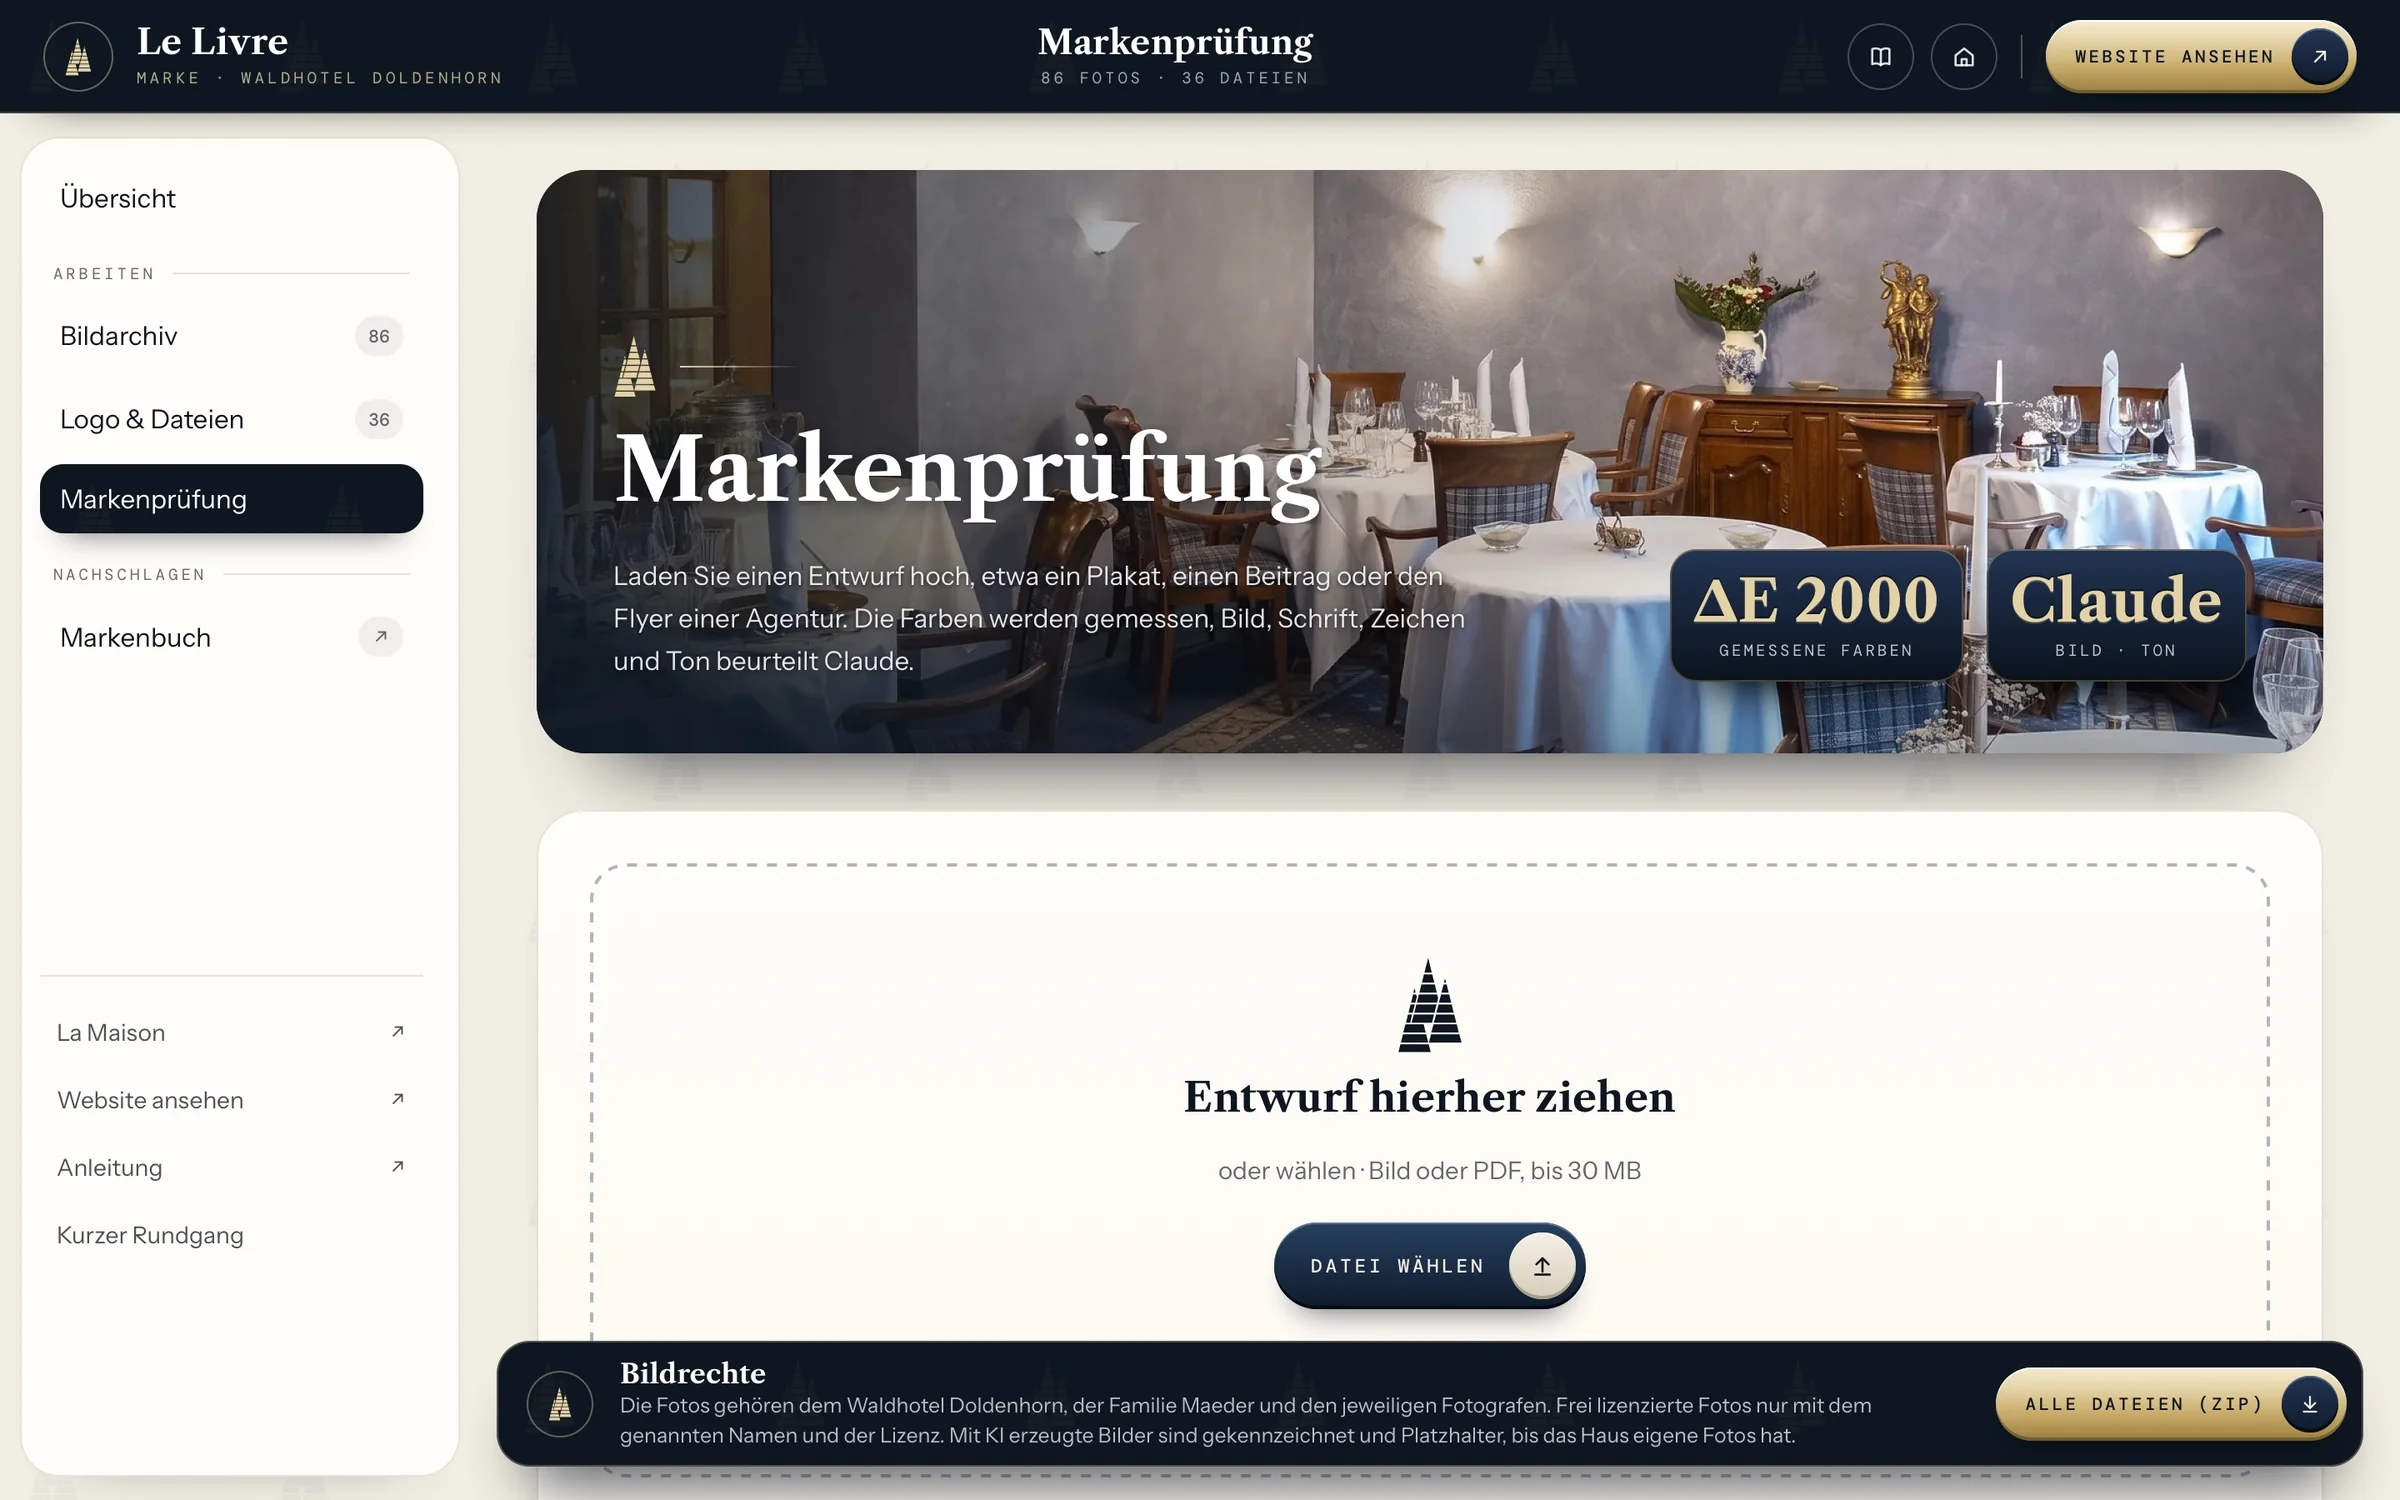 Le Livre
MARKE · WALDHOTEL DOLDENHORN
Markenprüfung
86 FOTOS · 36 DATEIEN
WEBSITE ANSEHEN
Übersicht
ARBEITEN
Bildarchiv 86
Logo & Dateien 36
Markenprüfung
NACHSCHLAGEN
Markenbuch
La Maison
Website ansehen
Anleitung
Kurzer Rundgang
Markenprüfung
Laden Sie einen Entwurf hoch, etwa ein Plakat, einen Beitrag oder den
Flyer einer Agentur. Die Farben werden gemessen, Bild, Schrift, Zeichen
und Ton beurteilt Claude.
ΔE 2000
GEMESSENE FARBEN
Claude
BILD · TON
Entwurf hierher ziehen
oder wählen · Bild oder PDF, bis 30 MB
DATEI WÄHLEN
Bildrechte
Die Fotos gehören dem Waldhotel Doldenhorn, der Familie Maeder und den jeweiligen Fotografen. Frei lizenzierte Fotos nur mit dem
genannten Namen und der Lizenz. Mit KI erzeugte Bilder sind gekennzeichnet und Platzhalter, bis das Haus eigene Fotos hat.
ALLE DATEIEN (ZIP)